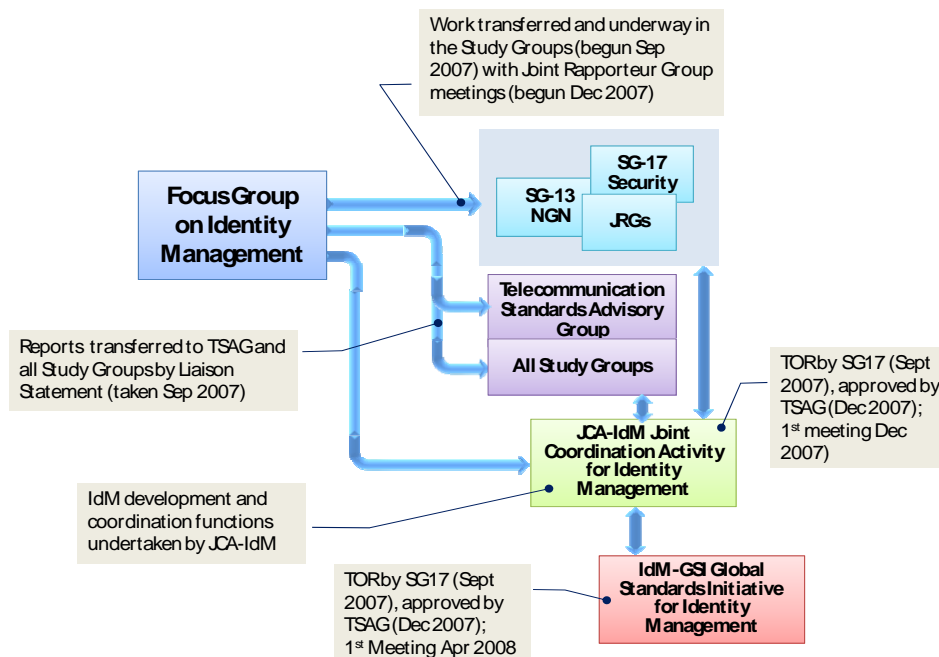 Work transferred and underway in
the Study Groups (begun Sep
2007) with Joint Rapporteur Group
meetings (begun Dec 2007)
SG-17
Security
SG-13
NGN
JRGs
Focus Group
on Identity
Management
Telecommunication
Standards Advisory
Group
All Study Groups
Reports transferred to TSAG and
all Study Groups by Liaison
Statement (taken Sep 2007)
TOR by SG17 (Sept
2007), approved by
TSAG (Dec 2007);
1st meeting Dec
2007)
JCA-IdM Joint
Coordination Activity
for Identity
Management
IdM development and
coordination functions
undertaken by JCA-IdM
TOR by SG17 (Sept
2007), approved by
TSAG (Dec 2007);
1st Meeting Apr 2008
IdM-GSI Global
Standards Initiative
for Identity
Management